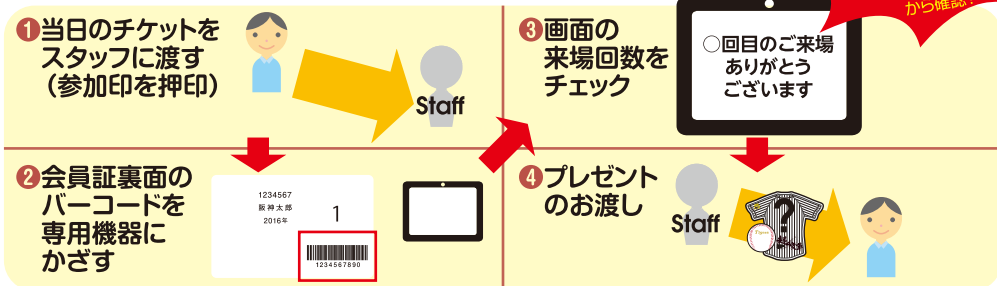 ❶当日のチケットを
スタッフに渡す
(参加印を押印)
Staff
❷会員証裏面の
バーコードを
専用機器に
かざす
1234567
阪神太郎
2016年
1
1234567890
❸画面の
来場回数を
チェック
から確認!
○回目のご来場
ありがとう
ございます
❹プレゼント
のお渡し
Staff
?
Tigers